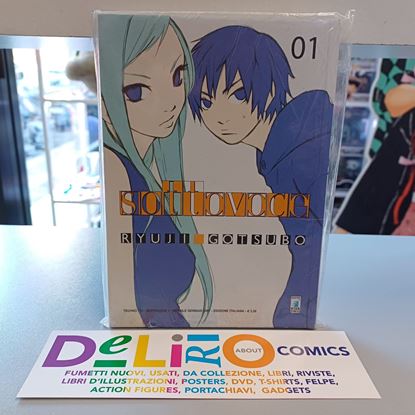 01
sottovoce
RYUJI GOTSUBO
DELIRIO ABOUT COMICS
FUMETTI NUOVI, USATI, DA COLLEZIONE, LIBRI, RIVISTE,
LIBRI D'ILLUSTRAZIONI, POSTERS, DVD, T-SHIRTS, FELPE,
ACTION FIGURES, PORTACHIAVI, GADGETS